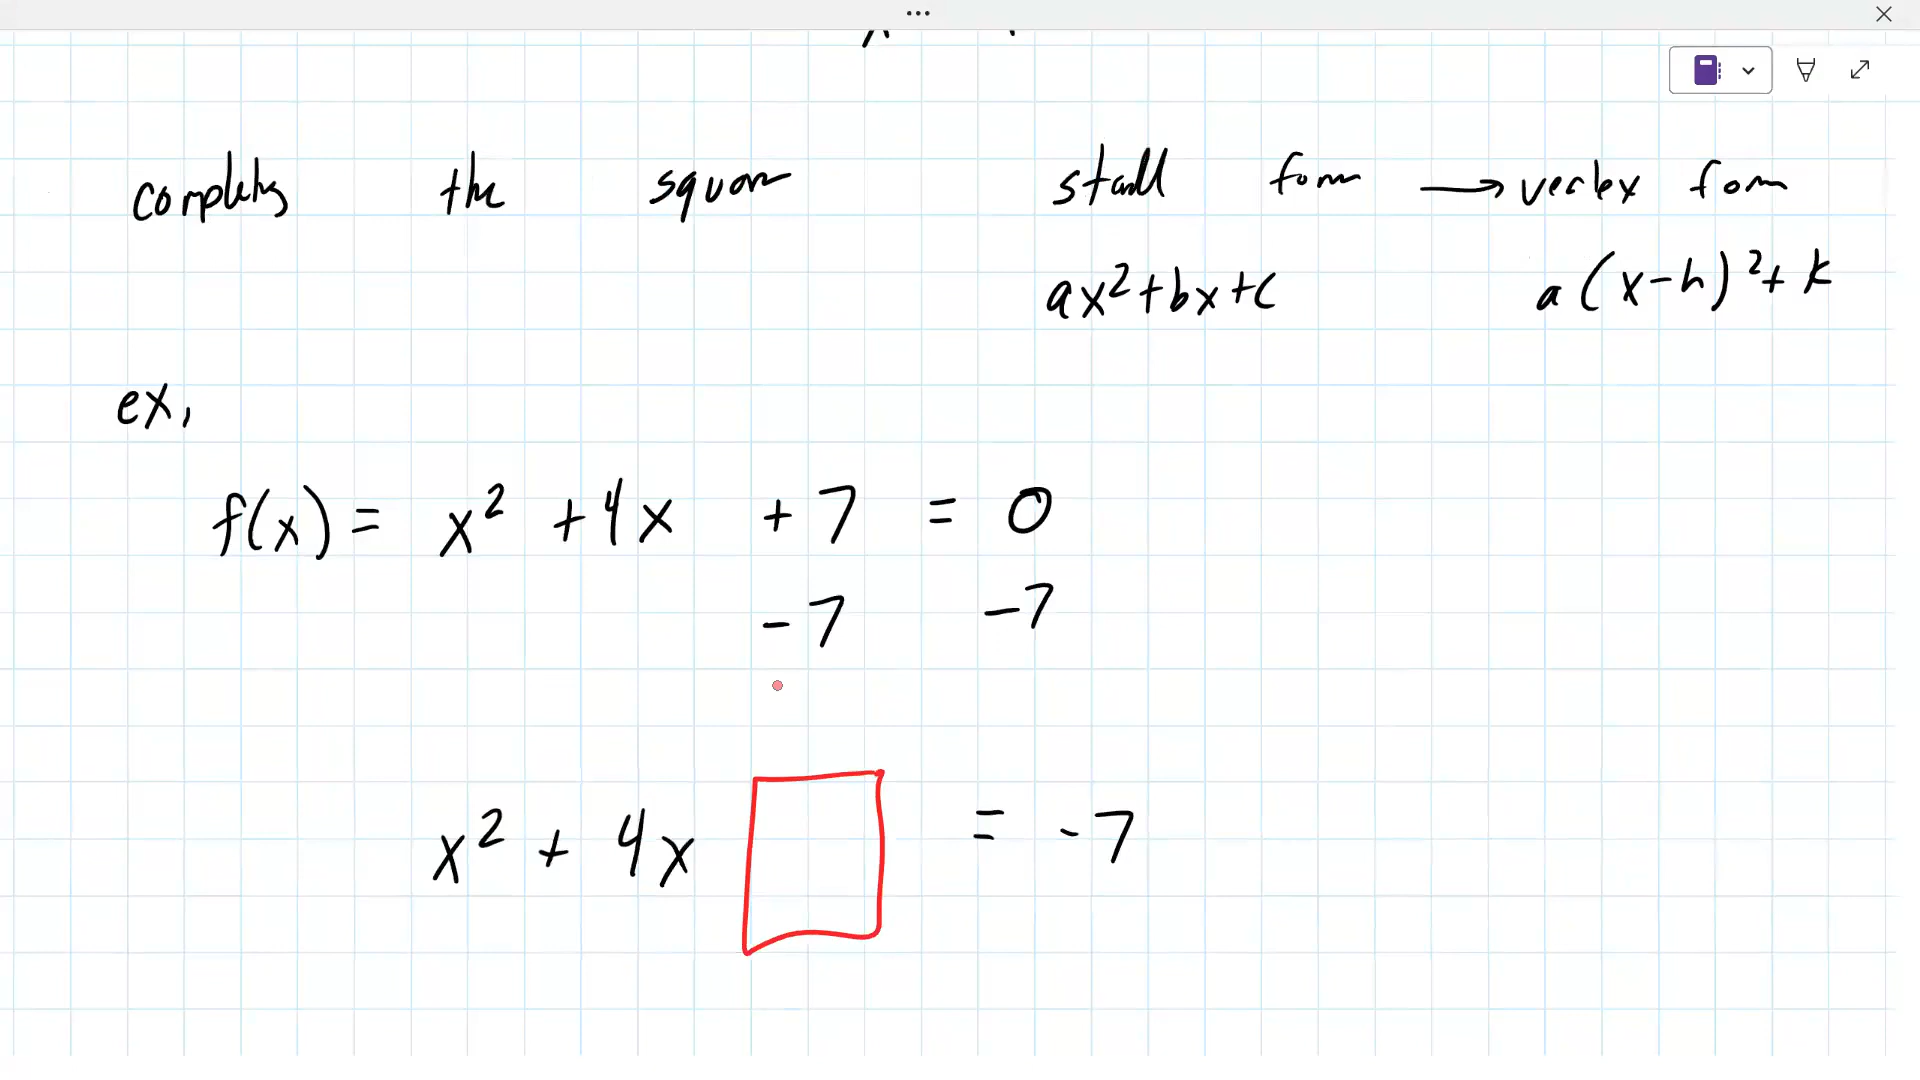 completing the square standard form → vertex form
ax² + bx + c a(x-h)² + k
ex.
f(x) = x² + 4x + 7 = 0
-7 -7
x² + 4x = -7